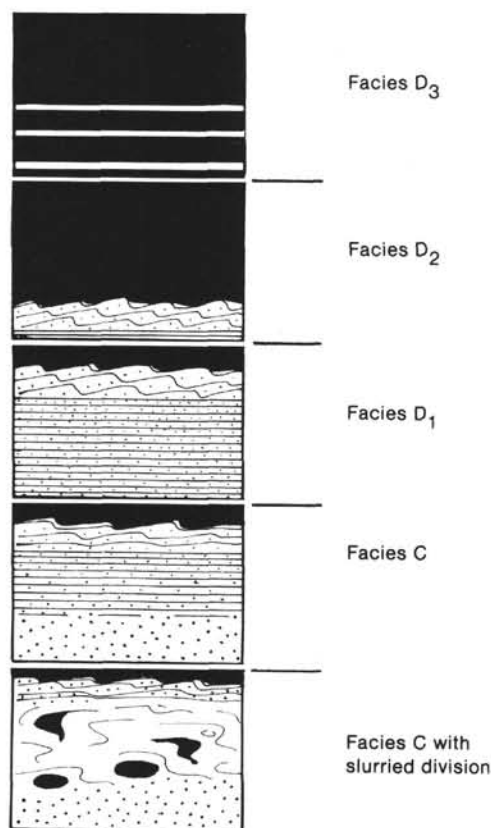 Facies D3
Facies D2
Facies D1
Facies C
Facies C with
slurried division